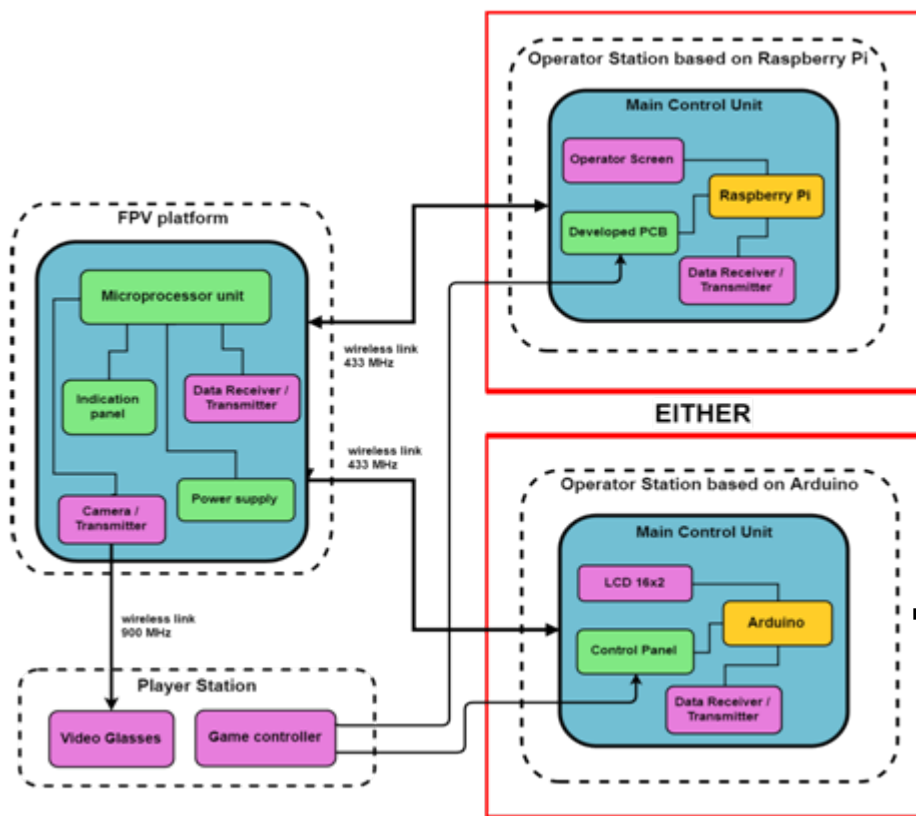 FPV platform
Microprocessor unit
Indication
panel
Data Receiver /
Transmitter
Camera /
Transmitter
Power supply
wireless link
433 MHz
wireless link
433 MHz
wireless link
900 MHz
Player Station
Video Glasses
Game controller
Operator Station based on Raspberry Pi
Main Control Unit
Operator Screen
Raspberry Pi
Developed PCB
Data Receiver /
Transmitter
EITHER
Operator Station based on Arduino
Main Control Unit
LCD 16x2
Arduino
Control Panel
Data Receiver /
Transmitter